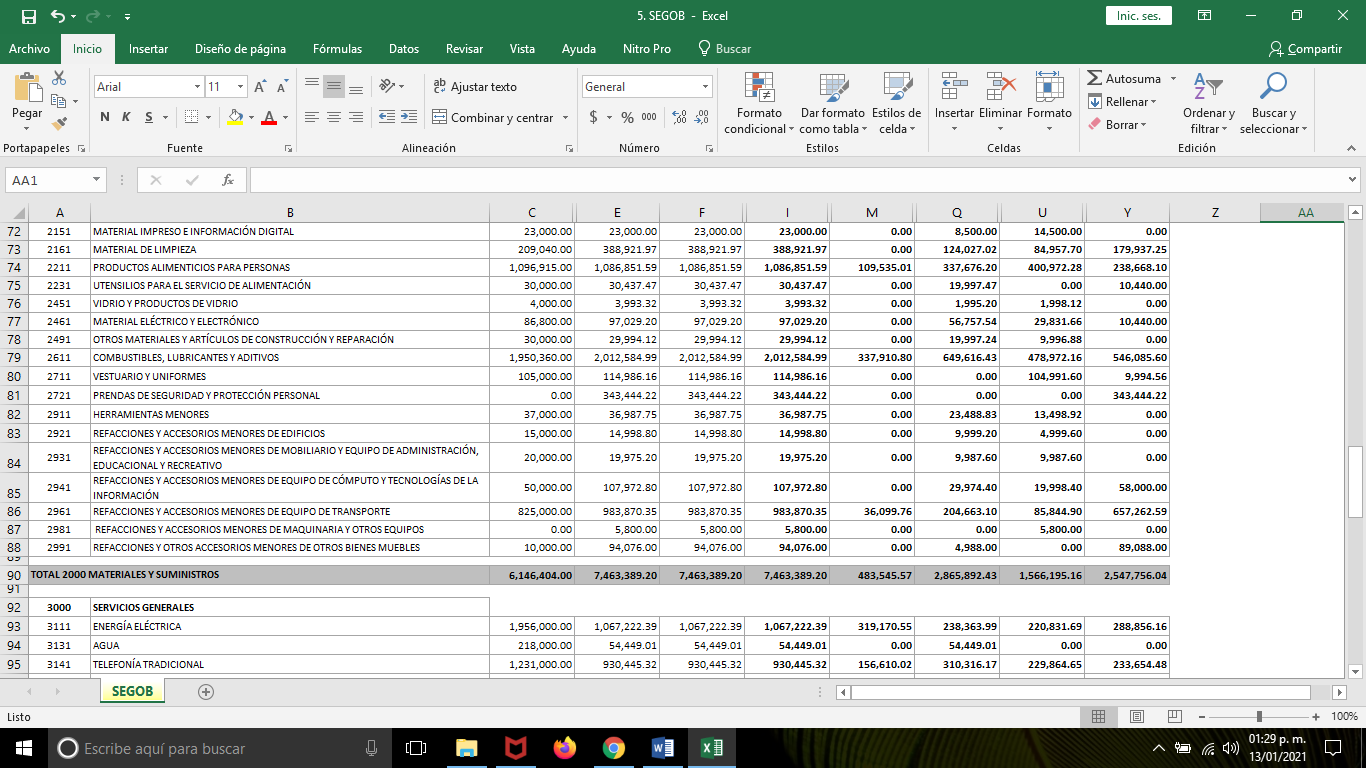 5. SEGOB - Excel
Inic. ses.
Archivo Inicio Insertar Diseño de página Fórmulas Datos Revisar Vista Ayuda Nitro Pro Buscar Compartir
Pegar
Portapapeles
Arial 11
N K S
Fuente
Ajustar texto
Combinar y centrar
Alineación
General
$ % 000
Número
Formato condicional
Dar formato como tabla
Estilos de celda
Estilos
Insertar Eliminar Formato
Celdas
Autosuma
Rellenar
Borrar
Ordenar y filtrar
Buscar y seleccionar
Edición
AA1 fx
A B C E F I M Q U Y Z AA
72 2151 MATERIAL IMPRESO E INFORMACIÓN DIGITAL 23,000.00 23,000.00 23,000.00 23,000.00 0.00 8,500.00 14,500.00 0.00
73 2161 MATERIAL DE LIMPIEZA 209,040.00 388,921.97 388,921.97 388,921.97 0.00 124,027.02 84,957.70 179,937.25
74 2211 PRODUCTOS ALIMENTICIOS PARA PERSONAS 1,096,915.00 1,086,851.59 1,086,851.59 1,086,851.59 109,535.01 337,676.20 400,972.28 238,668.10
75 2231 UTENSILIOS PARA EL SERVICIO DE ALIMENTACIÓN 30,000.00 30,437.47 30,437.47 30,437.47 0.00 19,997.47 0.00 10,440.00
76 2451 VIDRIO Y PRODUCTOS DE VIDRIO 4,000.00 3,993.32 3,993.32 3,993.32 0.00 1,995.20 1,998.12 0.00
77 2461 MATERIAL ELÉCTRICO Y ELECTRÓNICO 86,800.00 97,029.20 97,029.20 97,029.20 0.00 56,757.54 29,831.66 10,440.00
78 2491 OTROS MATERIALES Y ARTÍCULOS DE CONSTRUCCIÓN Y REPARACIÓN 30,000.00 29,994.12 29,994.12 29,994.12 0.00 19,997.24 9,996.88 0.00
79 2611 COMBUSTIBLES, LUBRICANTES Y ADITIVOS 1,950,360.00 2,012,584.99 2,012,584.99 2,012,584.99 337,910.80 649,616.43 478,972.16 546,085.60
80 2711 VESTUARIO Y UNIFORMES 105,000.00 114,986.16 114,986.16 114,986.16 0.00 0.00 104,991.60 9,994.56
81 2721 PRENDAS DE SEGURIDAD Y PROTECCIÓN PERSONAL 0.00 343,444.22 343,444.22 343,444.22 0.00 0.00 0.00 343,444.22
82 2911 HERRAMIENTAS MENORES 37,000.00 36,987.75 36,987.75 36,987.75 0.00 23,488.83 13,498.92 0.00
83 2921 REFACCIONES Y ACCESORIOS MENORES DE EDIFICIOS 15,000.00 14,998.80 14,998.80 14,998.80 0.00 9,999.20 4,999.60 0.00
84 2931 REFACCIONES Y ACCESORIOS MENORES DE MOBILIARIO Y EQUIPO DE ADMINISTRACIÓN,
EDUCACIONAL Y RECREATIVO 20,000.00 19,975.20 19,975.20 19,975.20 0.00 9,987.60 9,987.60 0.00
85 2941 REFACCIONES Y ACCESORIOS MENORES DE EQUIPO DE CÓMPUTO Y TECNOLOGÍAS DE LA
INFORMACIÓN 50,000.00 107,972.80 107,972.80 107,972.80 0.00 29,974.40 19,998.40 58,000.00
86 2961 REFACCIONES Y ACCESORIOS MENORES DE EQUIPO DE TRANSPORTE 825,000.00 983,870.35 983,870.35 983,870.35 36,099.76 204,663.10 85,844.90 657,262.59
87 2981 REFACCIONES Y ACCESORIOS MENORES DE MAQUINARIA Y OTROS EQUIPOS 0.00 5,800.00 5,800.00 5,800.00 0.00 0.00 5,800.00 0.00
88 2991 REFACCIONES Y OTROS ACCESORIOS MENORES DE OTROS BIENES MUEBLES 10,000.00 94,076.00 94,076.00 94,076.00 0.00 4,988.00 0.00 89,088.00
89
90 TOTAL 2000 MATERIALES Y SUMINISTROS 6,146,404.00 7,463,389.20 7,463,389.20 7,463,389.20 483,545.57 2,865,892.43 1,566,195.16 2,547,756.04
91
92 3000 SERVICIOS GENERALES
93 3111 ENERGÍA ELÉCTRICA 1,956,000.00 1,067,222.39 1,067,222.39 1,067,222.39 319,170.55 238,363.99 220,831.69 288,856.16
94 3131 AGUA 218,000.00 54,449.01 54,449.01 54,449.01 0.00 54,449.01 0.00 0.00
95 3141 TELEFONÍA TRADICIONAL 1,231,000.00 930,445.32 930,445.32 930,445.32 156,610.02 310,316.17 229,864.65 233,654.48
SEGOB
Listo 100%
Escribe aquí para buscar
01:29 p. m.
13/01/2021